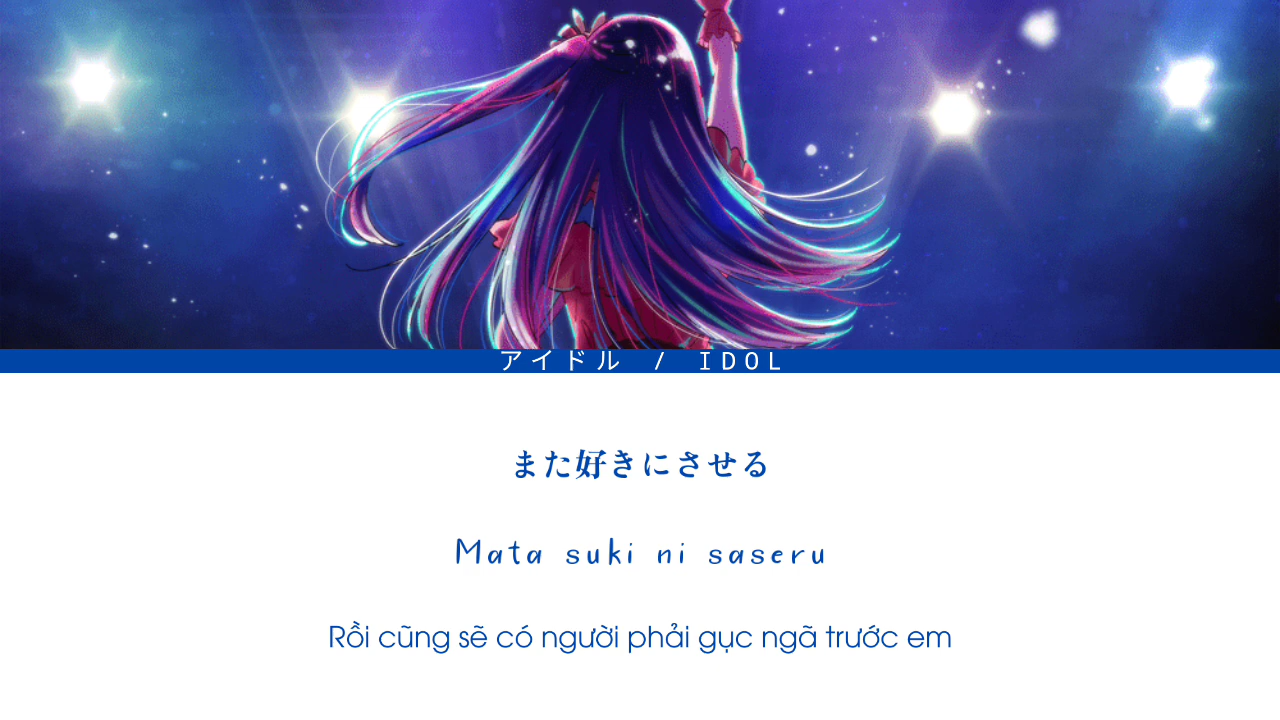 アイドル / IDOL
また好きにさせる
Mata suki ni saseru
Rồi cũng sẽ có người phải gục ngã trước em